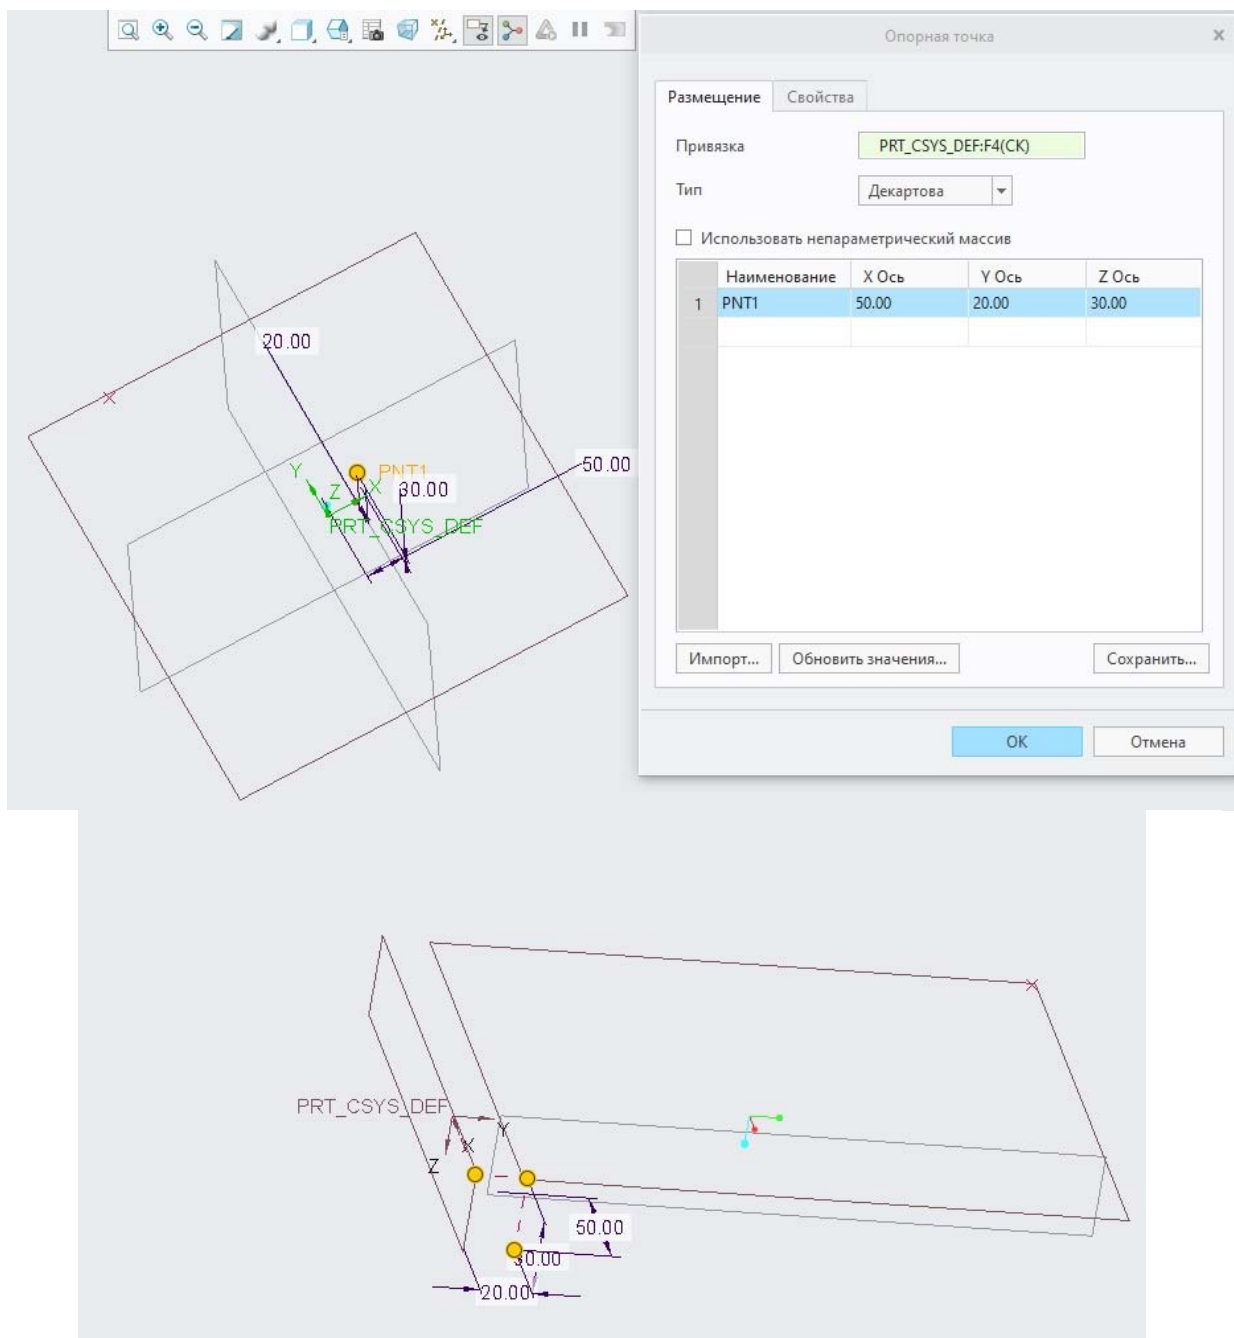 Опорная точка
x
Размещение Свойства
Привязка PRT_CSYS_DEF:F4(СК)
Тип Декартова
Использовать непараметрический массив
Наименование X Ось Y Ось Z Ось
1 PNT1 50.00 20.00 30.00
Импорт... Обновить значения... Сохранить...
OK Отмена
20.00
50.00
PNT1
30.00
Y
Z
X
PRT_CSYS_DEF
PRT_CSYS_DEF
X
Y
Z
50.00
30.00
20.00